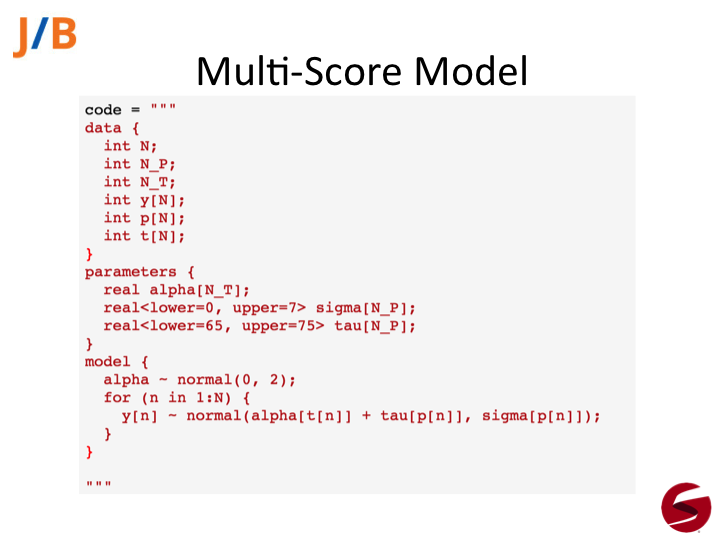 J/B
Multi-Score Model
code = """
data {
  int N;
  int N_P;
  int N_T;
  int y[N];
  int p[N];
  int t[N];
}
parameters {
  real alpha[N_T];
  real<lower=0, upper=7> sigma[N_P];
  real<lower=65, upper=75> tau[N_P];
}
model {
  alpha ~ normal(0, 2);
  for (n in 1:N) {
    y[n] ~ normal(alpha[t[n]] + tau[p[n]], sigma[p[n]]);
  }
}
"""